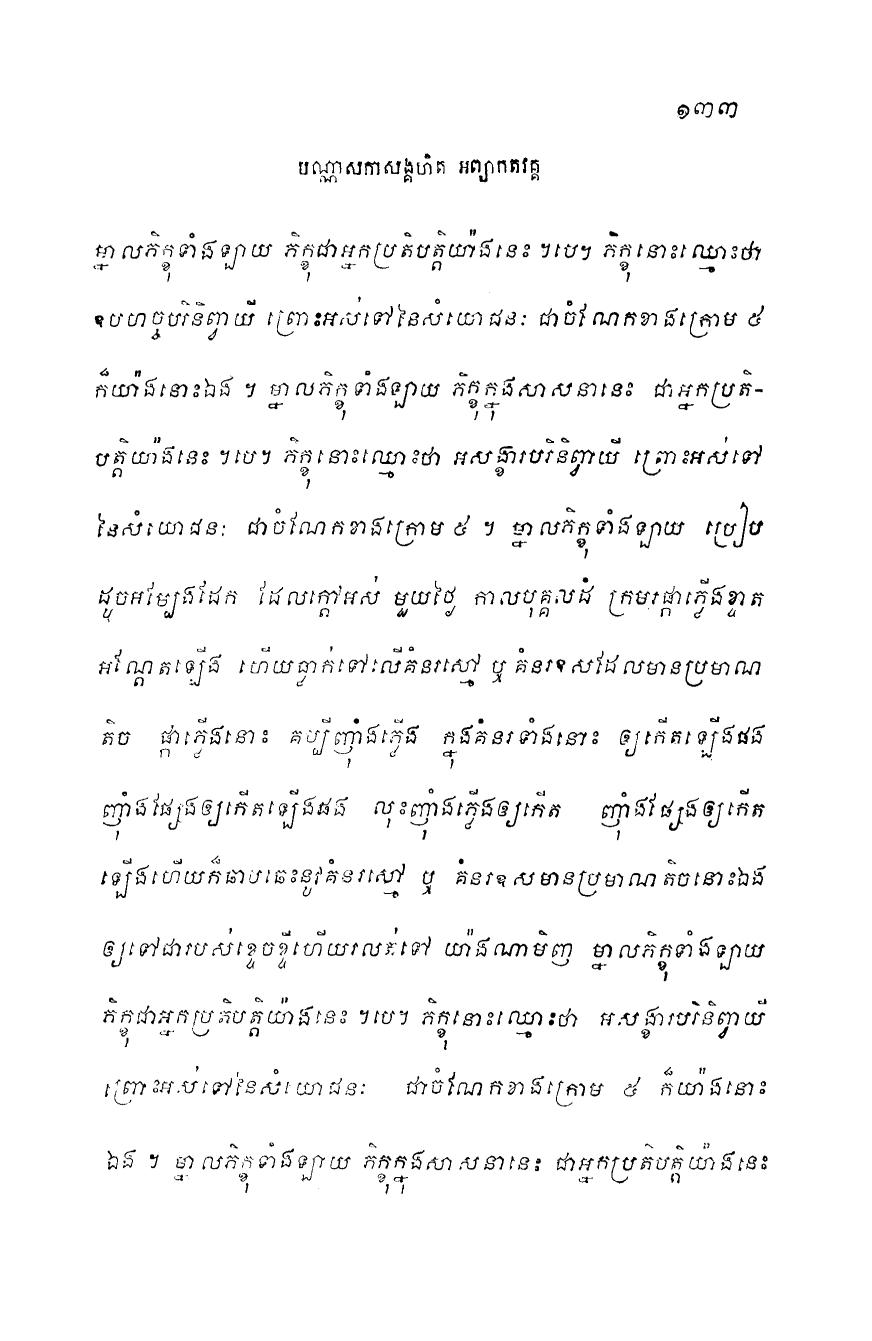 ១៣៣
បណ្ណាសកាសង្គហិត អព្យាកតវគ្គ
ម្នាលភិក្ខុទាំងឡាយ ភិក្ខុជាអ្នកប្រតិបត្តិយ៉ាងនេះ ។បេ។ ភិក្ខុនោះឈ្មោះថា
ឧបហច្ចបរិនិព្វាយី ព្រោះអស់ទៅនៃសំយោជនៈ ជាចំណែកខាងក្រោម ៥
ក៏យ៉ាងនោះឯង ។ ម្នាលភិក្ខុទាំងឡាយ ភិក្ខុក្នុងសាសនានេះ ជាអ្នកប្រតិ-
បត្តិយ៉ាងនេះ ។បេ។ ភិក្ខុនោះឈ្មោះថា អសង្ខារបរិនិព្វាយី ព្រោះអស់ទៅ
នៃសំយោជនៈ ជាចំណែកខាងក្រោម ៥ ។ ម្នាលភិក្ខុទាំងឡាយ ប្រៀប
ដូចអម្បែងដែក ដែលក្តៅអស់ មួយថ្ងៃ កាលបុគ្គលដំ ក្រមរផ្កាភ្លើងខ្ទាត
អណ្តែតឡើង ហើយធ្លាក់ទៅលើគំនរស្មៅ ឬ គំនរឧសដែលមានប្រមាណ
តិច ផ្កាភ្លើងនោះ គប្បីញ៉ាំងភ្លើង ក្នុងគំនរទាំងនោះ ឲ្យកើតឡើងផង
ញ៉ាំងផ្សែងឲ្យកើតឡើងផង លុះញ៉ាំងភ្លើងឲ្យកើត ញ៉ាំងផ្សែងឲ្យកើត
ឡើងហើយក៏ឆាបឆេះនូវគំនរស្មៅ ឬ គំនរឧសមានប្រមាណតិចនោះឯង
ឲ្យទៅជារបស់ខ្ទេចខ្ទីហើយរលត់ទៅ យ៉ាងណាមិញ ម្នាលភិក្ខុទាំងឡាយ
ភិក្ខុជាអ្នកប្រតិបត្តិយ៉ាងនេះ ។បេ។ ភិក្ខុនោះឈ្មោះថា អសង្ខារបរិនិព្វាយី
ព្រោះអស់ទៅនៃសំយោជនៈ ជាចំណែកខាងក្រោម ៥ ក៏យ៉ាងនោះ
ឯង ។ ម្នាលភិក្ខុទាំងឡាយ ភិក្ខុក្នុងសាសនានេះ ជាអ្នកប្រតិបត្តិយ៉ាងនេះ